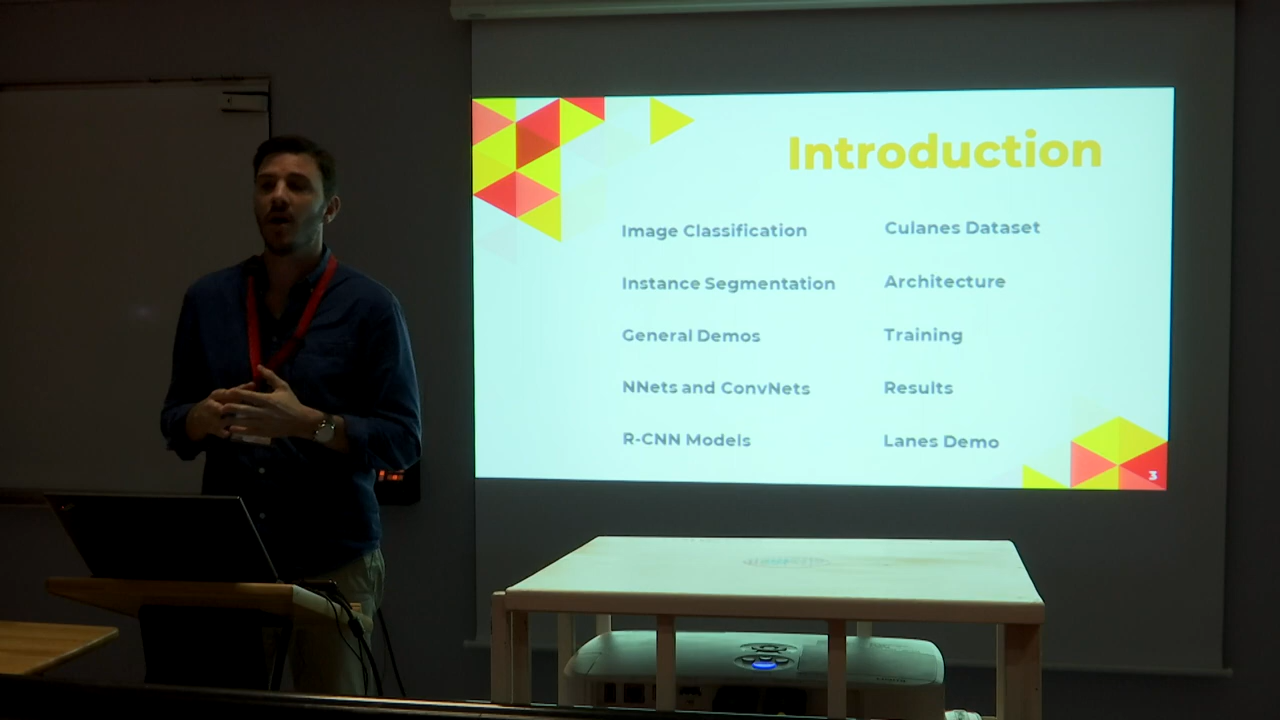 Introduction
Image Classification
Instance Segmentation
General Demos
NNets and ConvNets
R-CNN Models
Culanes Dataset
Architecture
Training
Results
Lanes Demo
3